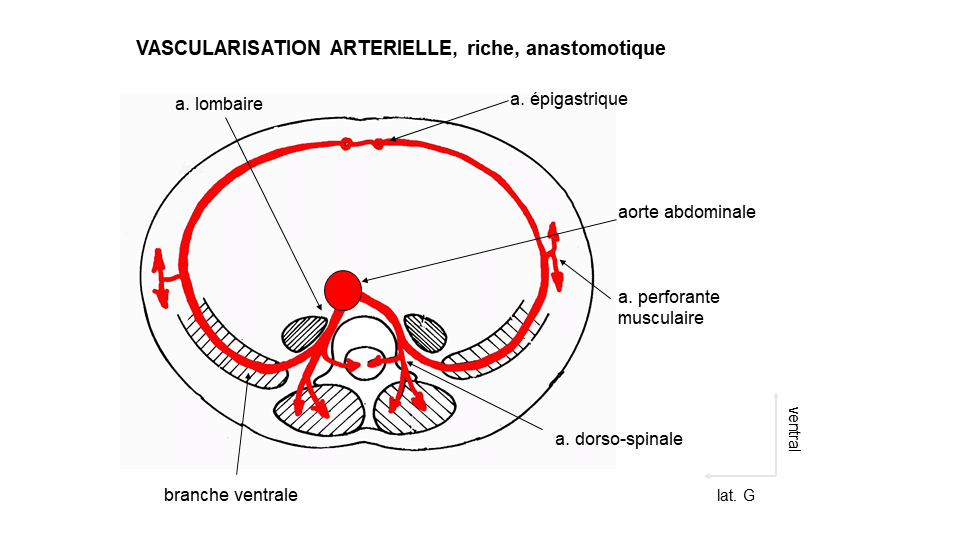 VASCULARISATION ARTERIELLE, riche, anastomotique
a. lombaire
a. épigastrique
aorte abdominale
a. perforante
musculaire
ventral
a. dorso-spinale
branche ventrale
lat. G